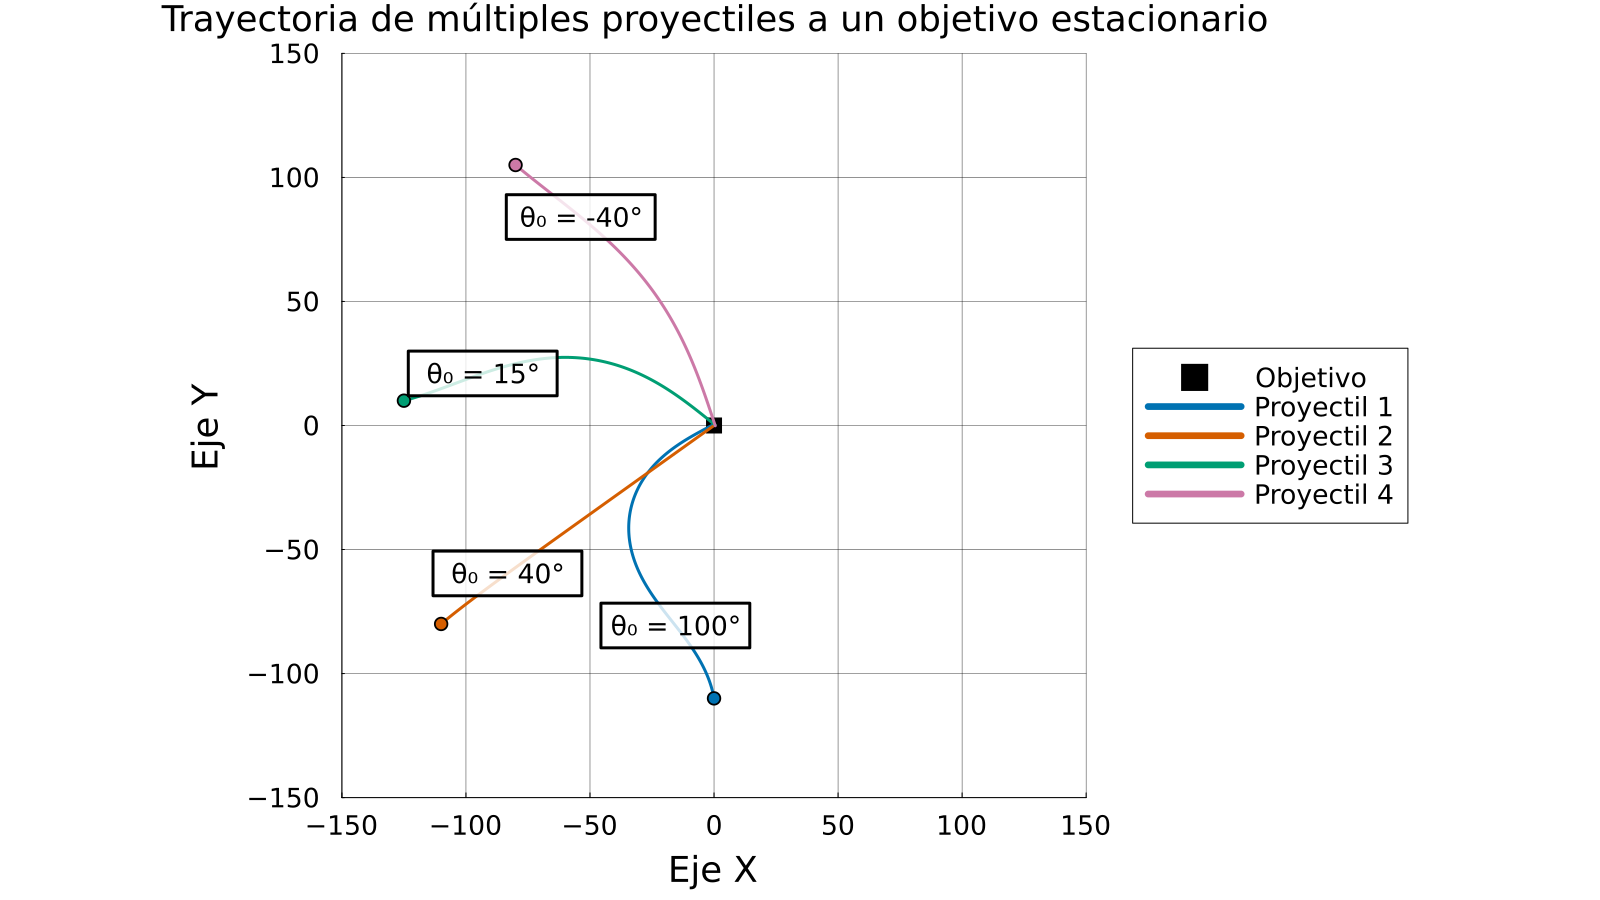 Trayectoria de múltiples proyectiles a un objetivo estacionario
150
100
50
0
−50
−100
−150
Eje Y
θ₀ = -40°
θ₀ = 15°
θ₀ = 40°
θ₀ = 100°
−150 −100 −50 0 50 100 150
Eje X
Objetivo
Proyectil 1
Proyectil 2
Proyectil 3
Proyectil 4